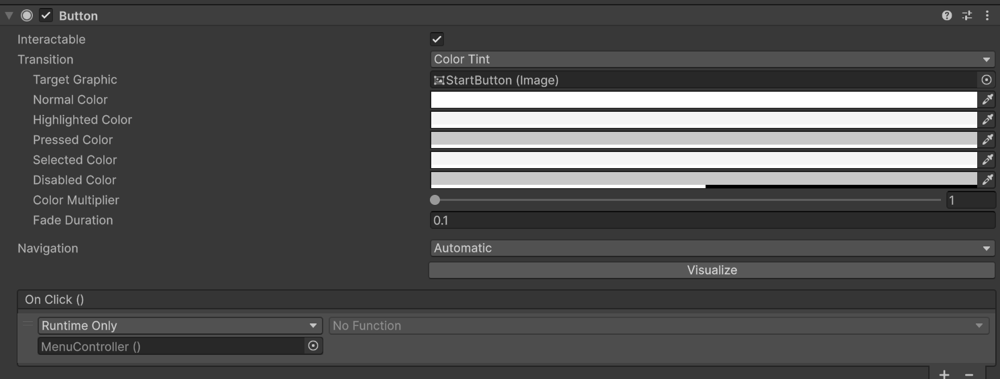 Button
Interactable
Transition Color Tint
Target Graphic StartButton (Image)
Normal Color
Highlighted Color
Pressed Color
Selected Color
Disabled Color
Color Multiplier 1
Fade Duration 0.1
Navigation Automatic
Visualize
On Click ()
Runtime Only No Function
MenuController ()